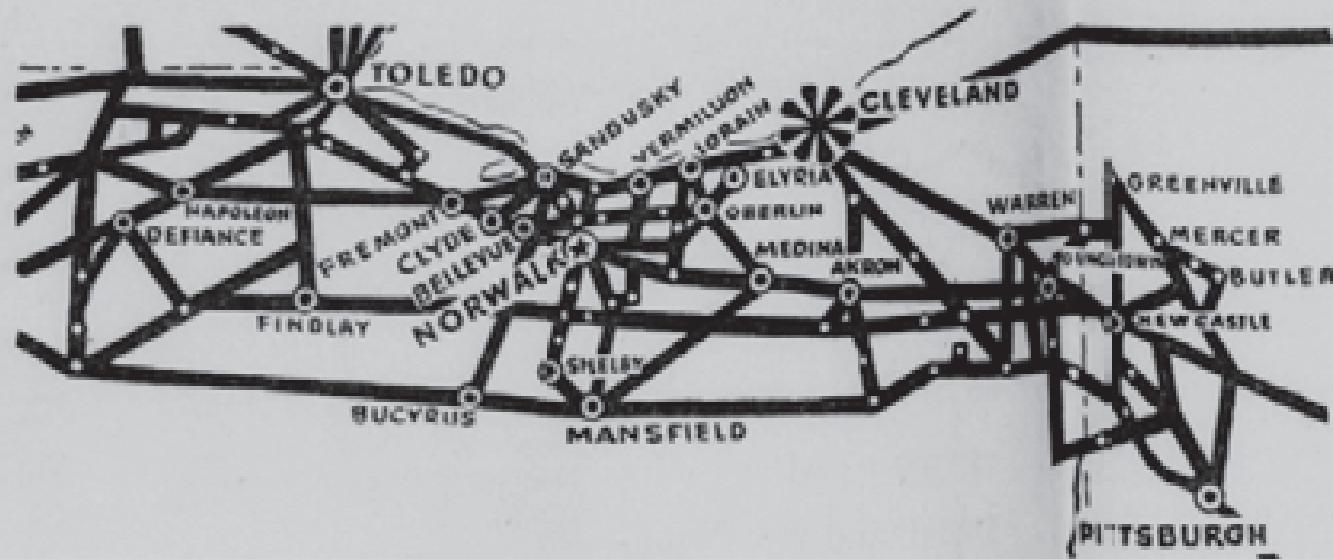 TOLEDO
SANDUSKY
VERMILLION
LORAIN
CLEVELAND
ELYRIA
GREENVILLE
NAPOLEON
OBERLIN
WARREN
DEFIANCE
FREMONT
CLYDE
BELLEVUE
NORWALK
MEDINA
AKRON
MERCER
YOUNGSTOWN
BUTLER
FINDLAY
NEW CASTLE
SHELBY
BUCYRUS
MANSFIELD
PITTSBURGH